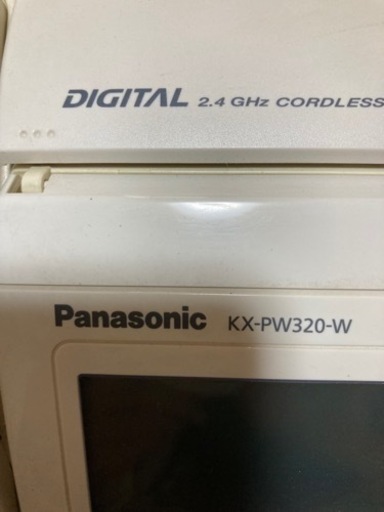 DIGITAL 2.4 GHz CORDLESS
Panasonic KX-PW320-W